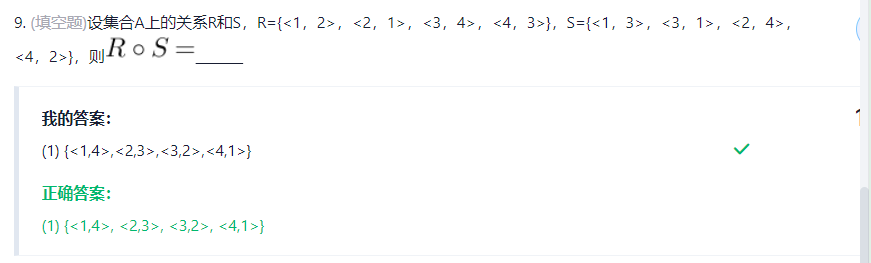 9. (填空题)设集合A上的关系R和S，R={<1，2>，<2，1>，<3，4>，<4，3>}，S={<1，3>，<3，1>，<2，4>，
<4，2>}，则R ∘ S =______
我的答案：
(1) {<1,4>,<2,3>,<3,2>,<4,1>}
正确答案：
(1) {<1,4>, <2,3>, <3,2>, <4,1>}